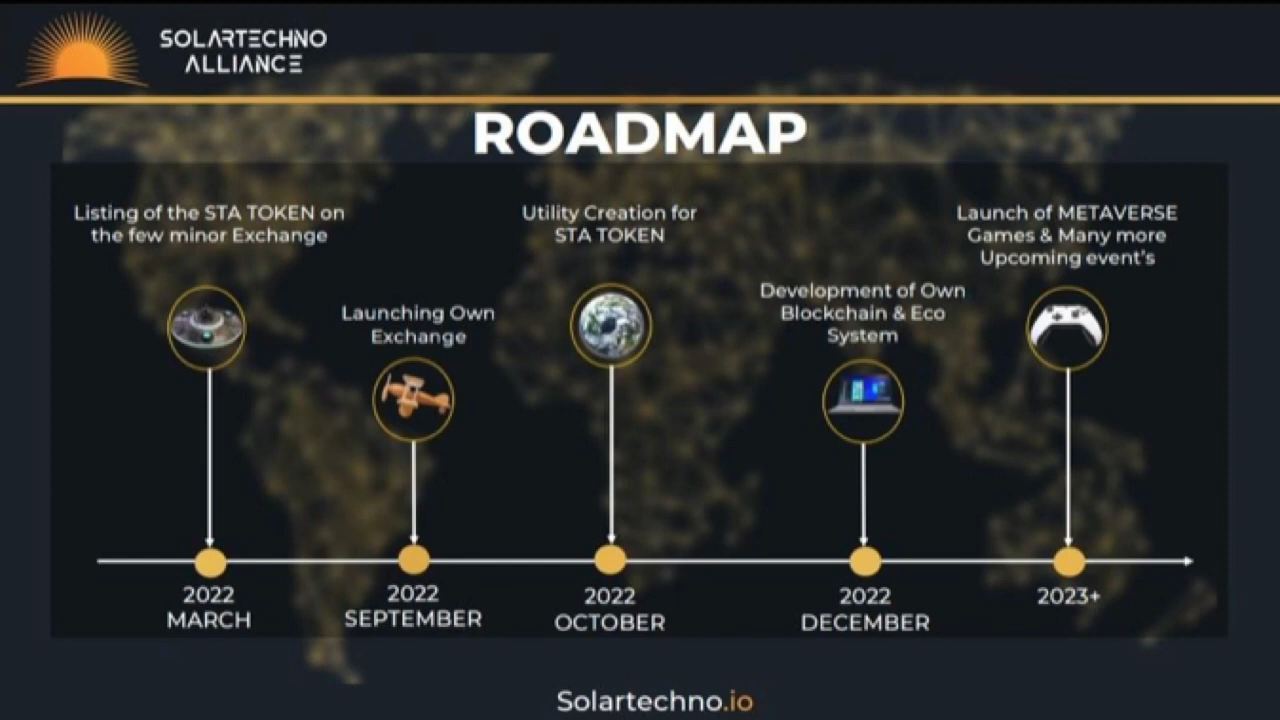 SOLARTECHNO
ALLIANCE
ROADMAP
Listing of the STA TOKEN on
the few minor Exchange
Launching Own
Exchange
Utility Creation for
STA TOKEN
Development of Own
Blockchain & Eco
System
Launch of METAVERSE
Games & Many more
Upcoming event's
2022
MARCH
2022
SEPTEMBER
2022
OCTOBER
2022
DECEMBER
2023+
Solartechno.io